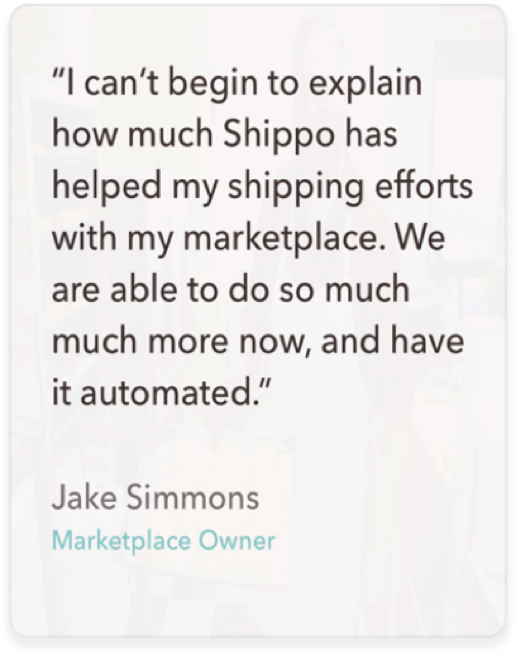 “I can’t begin to explain
how much Shippo has
helped my shipping efforts
with my marketplace. We
are able to do so much
much more now, and have
it automated.”
Jake Simmons
Marketplace Owner